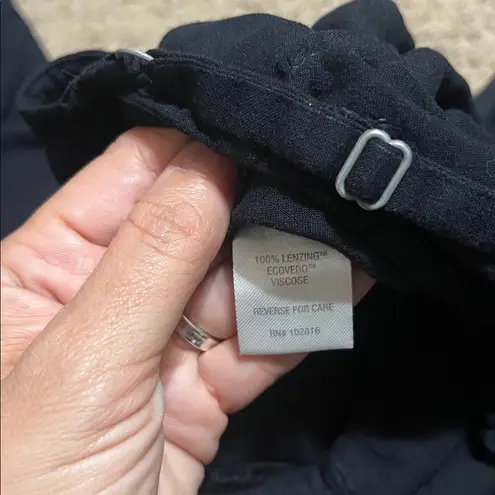 100% LENZING™
ECOVERO™
VISCOSE
REVERSE FOR CARE
RN# 102816